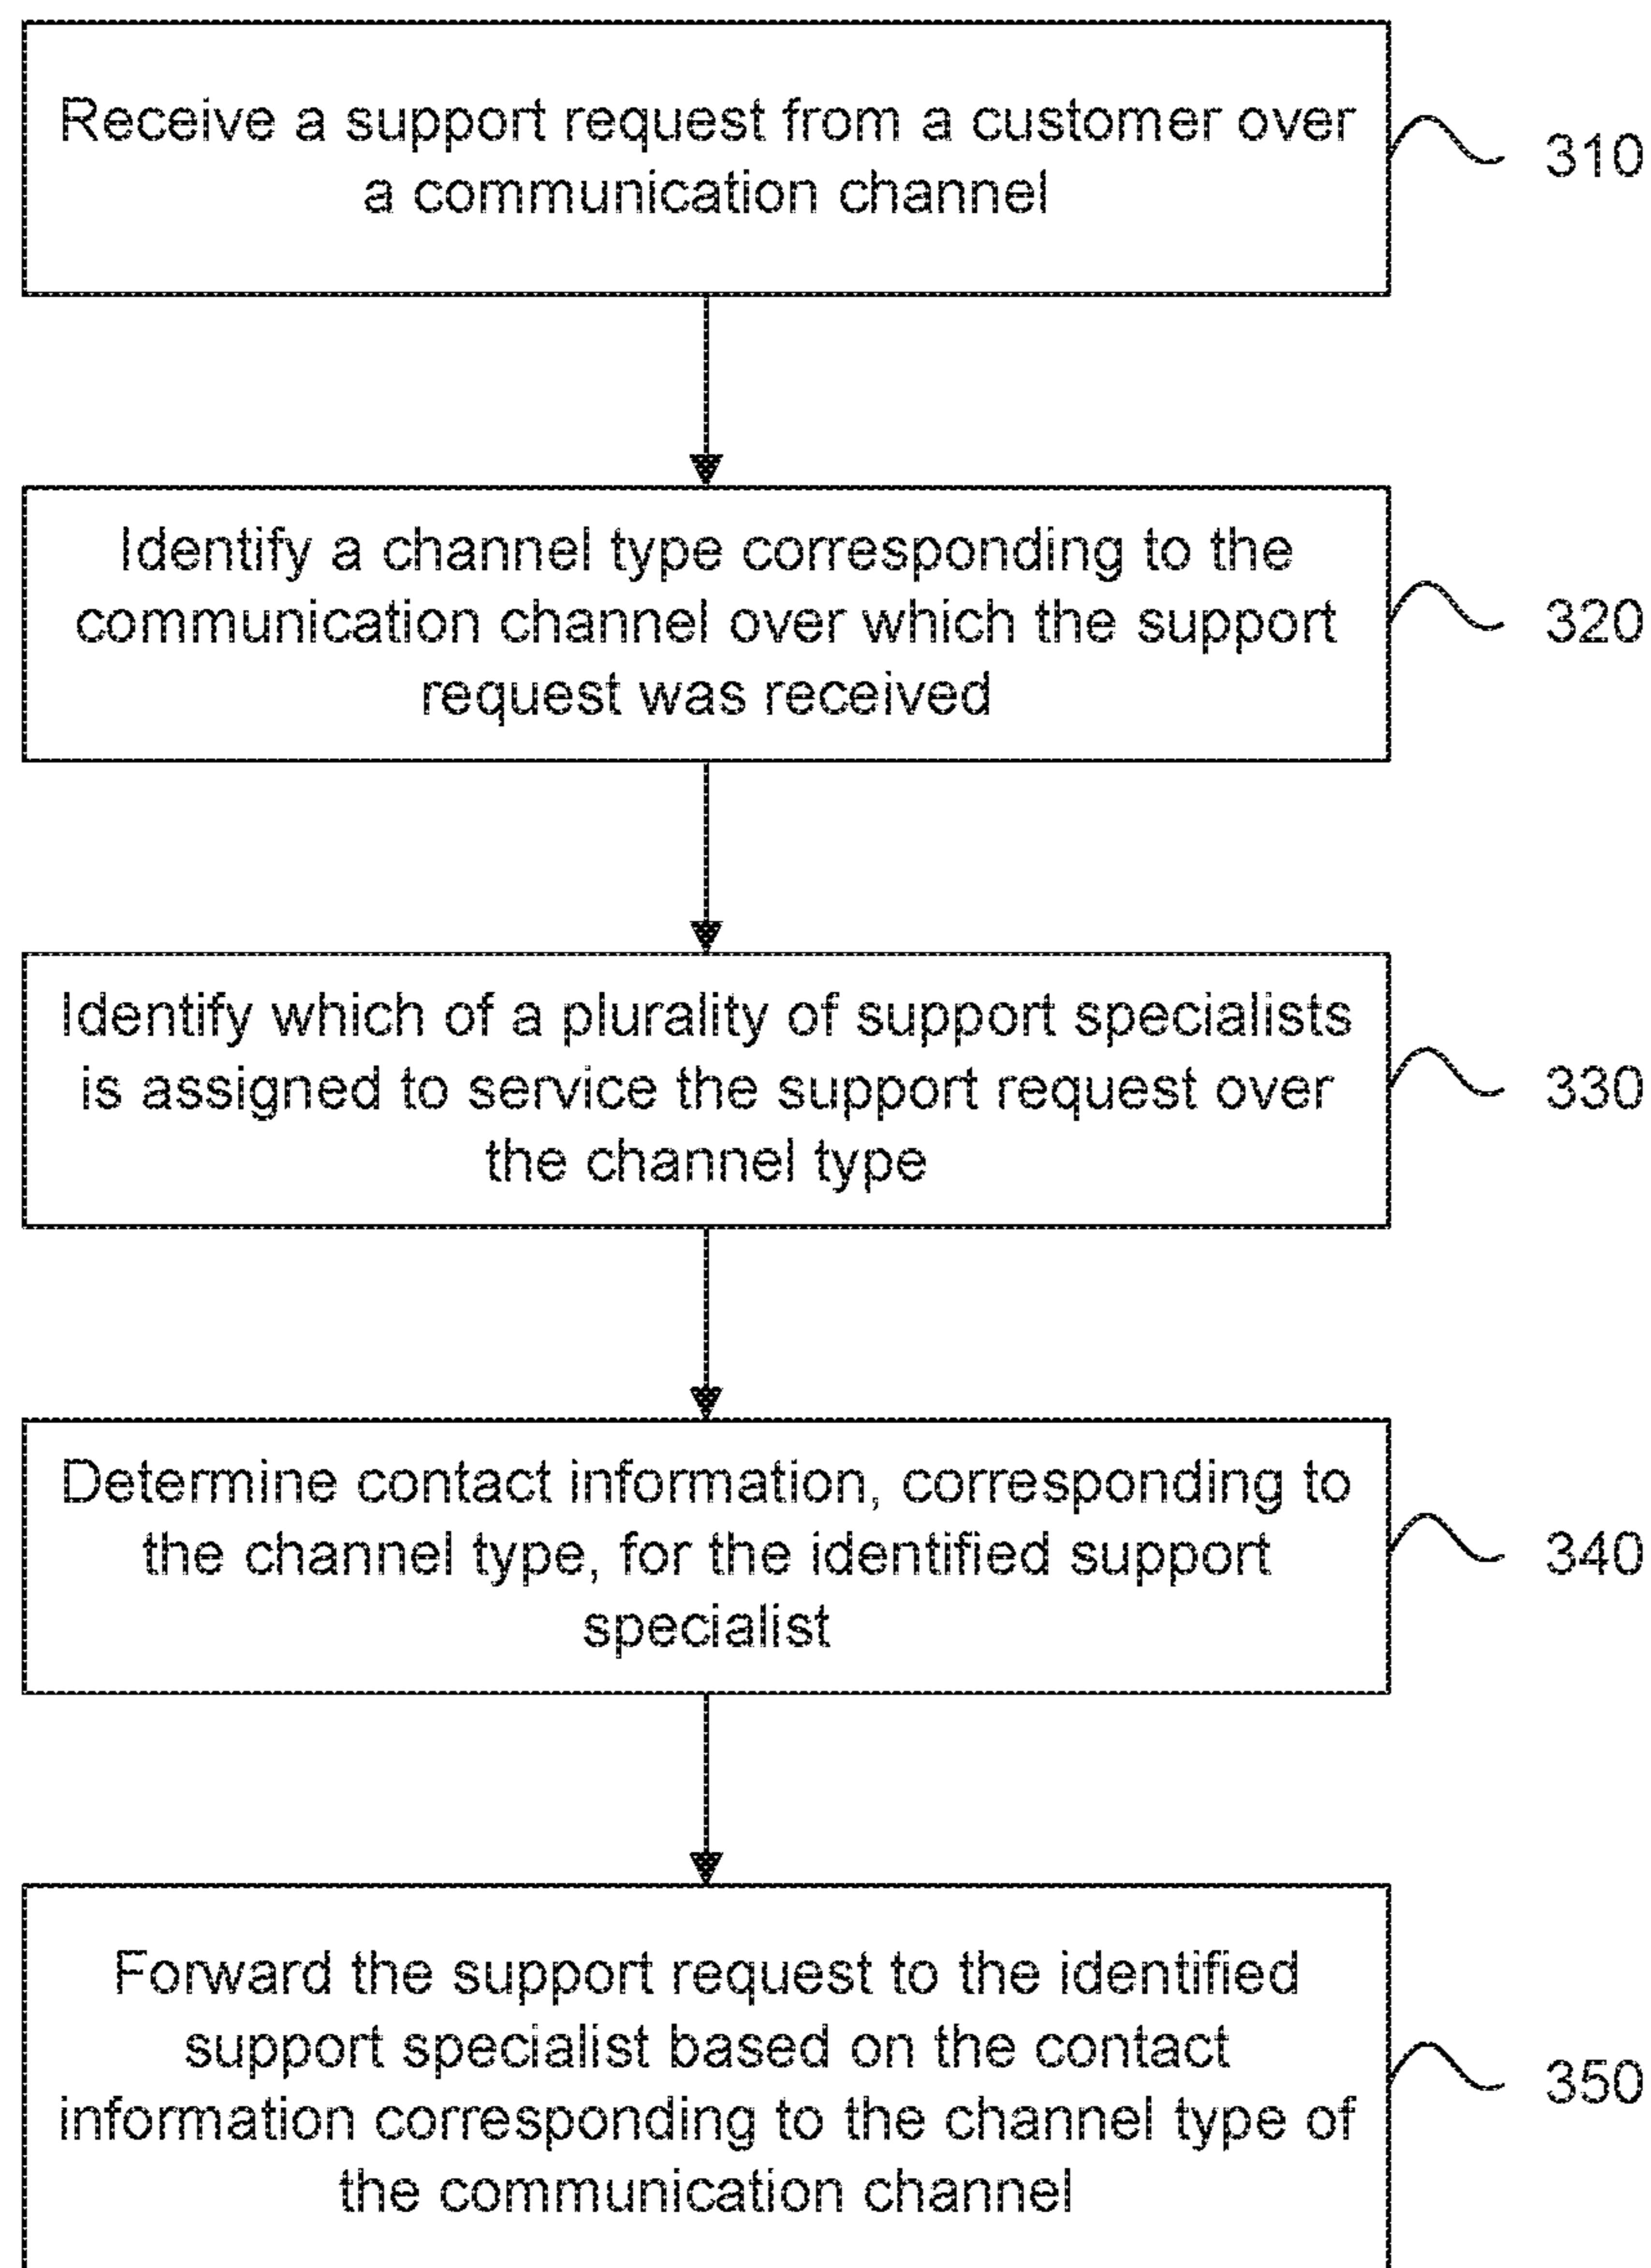 Receive a support request from a customer over
a communication channel
310
Identify a channel type corresponding to the
communication channel over which the support
request was received
320
Identify which of a plurality of support specialists
is assigned to service the support request over
the channel type
330
Determine contact information, corresponding to
the channel type, for the identified support
specialist
340
Forward the support request to the identified
support specialist based on the contact
information corresponding to the channel type of
the communication channel
350